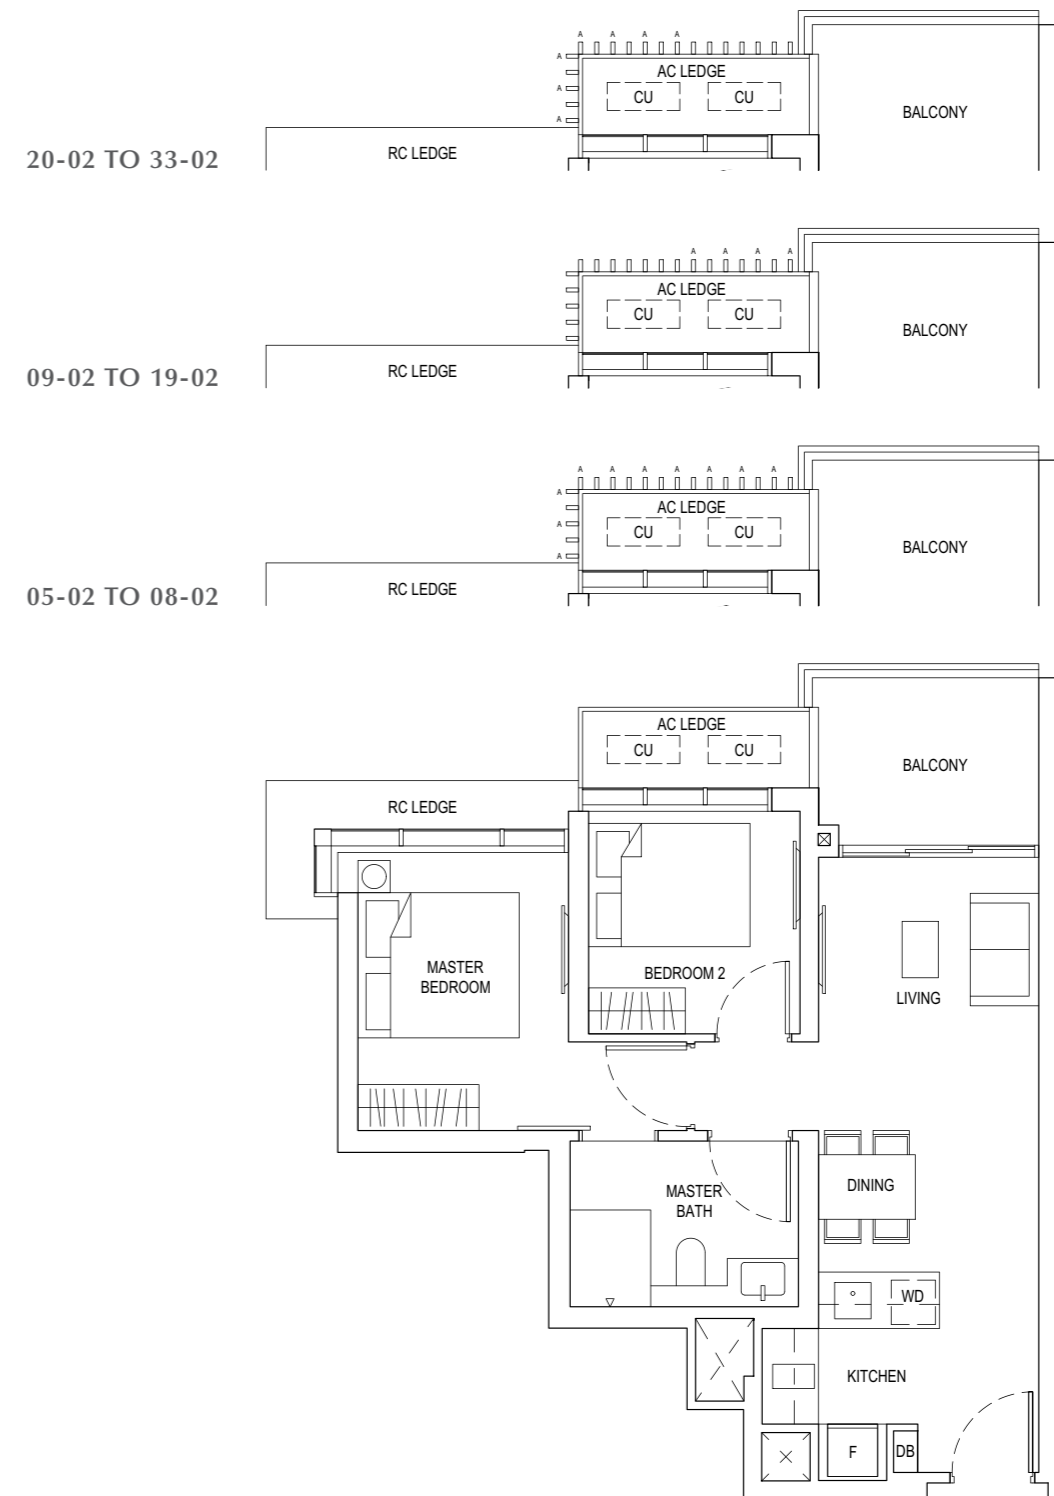 A A A A
A
A
A
AC LEDGE
CU CU
BALCONY
20-02 TO 33-02
RC LEDGE
A A A A
AC LEDGE
CU CU
BALCONY
09-02 TO 19-02
RC LEDGE
A A A A A A A
A
A
A
AC LEDGE
CU CU
BALCONY
05-02 TO 08-02
RC LEDGE
AC LEDGE
CU CU
BALCONY
RC LEDGE
MASTER
BEDROOM
BEDROOM 2
LIVING
MASTER
BATH
DINING
WD
KITCHEN
F
DB